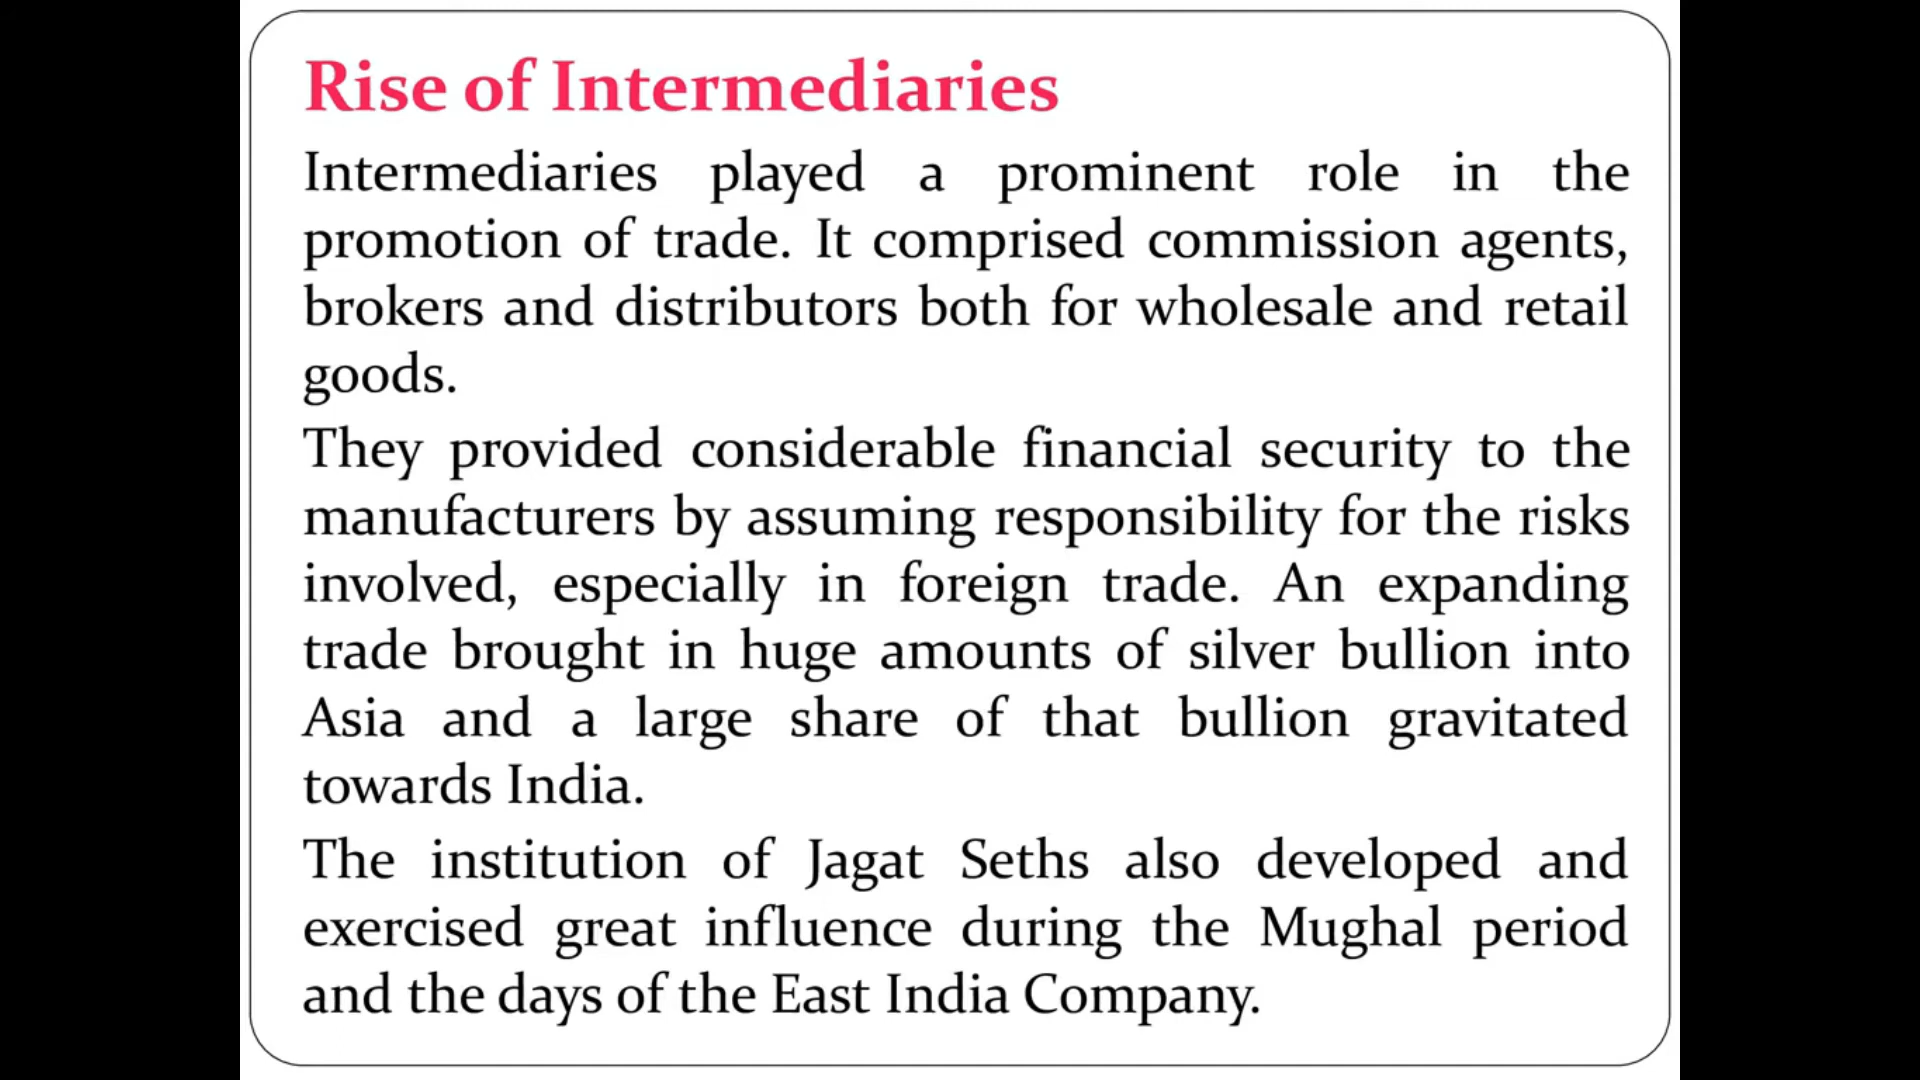 Rise of Intermediaries
Intermediaries played a prominent role in the
promotion of trade. It comprised commission agents,
brokers and distributors both for wholesale and retail
goods.
They provided considerable financial security to the
manufacturers by assuming responsibility for the risks
involved, especially in foreign trade. An expanding
trade brought in huge amounts of silver bullion into
Asia and a large share of that bullion gravitated
towards India.
The institution of Jagat Seths also developed and
exercised great influence during the Mughal period
and the days of the East India Company.